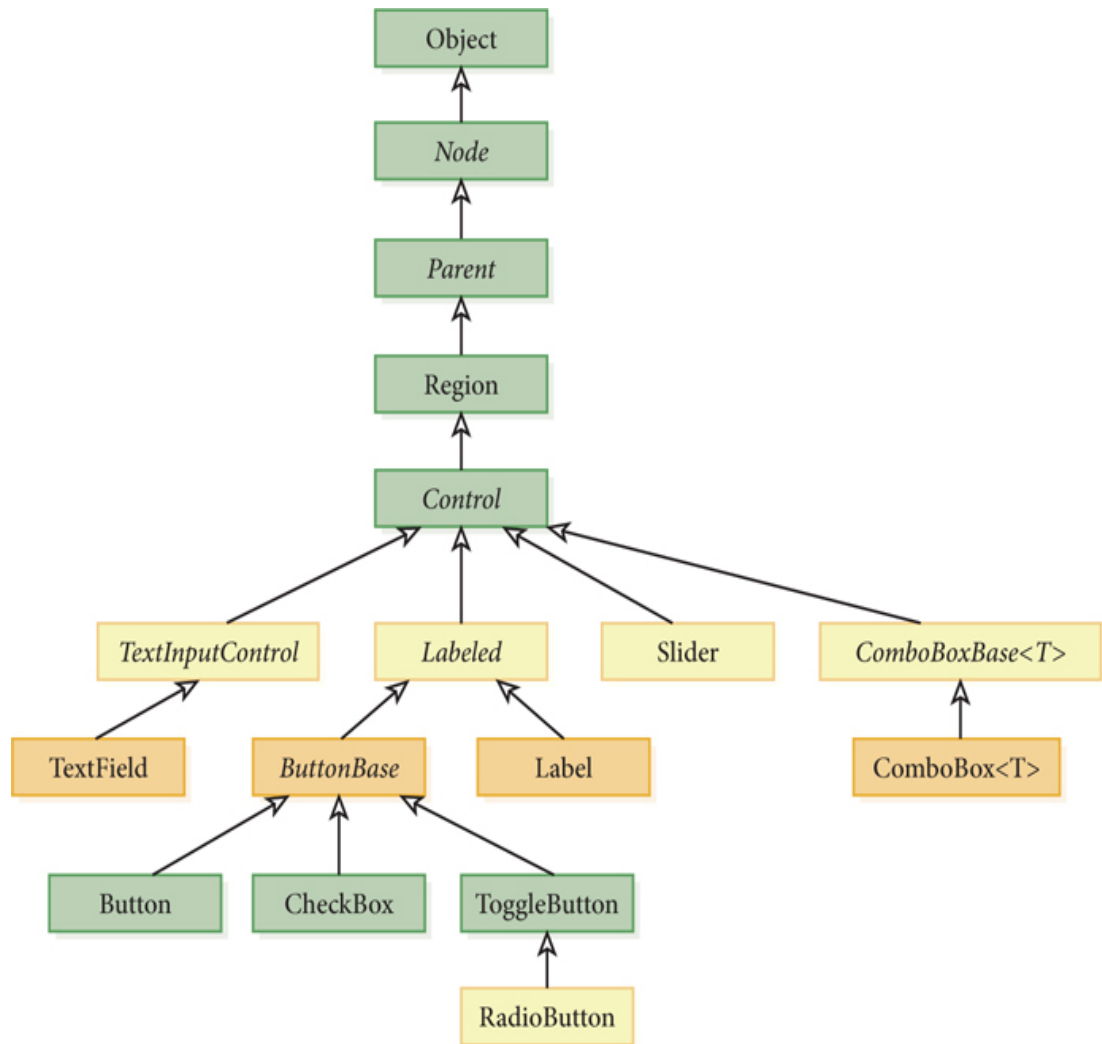 Object
Node
Parent
Region
Control
TextInputControl
Labeled
Slider
ComboBoxBase<T>
TextField
ButtonBase
Label
ComboBox<T>
Button
CheckBox
ToggleButton
RadioButton